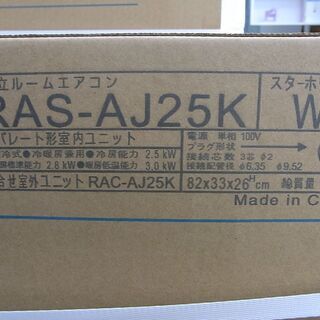 立ルームエアコン
スターホ
RAS-AJ25K
W
パレート形室内ユニット
電源 単相 100V
プラグ形状
冷式●冷暖房兼用●冷房能力 2.5 kW
接続芯数 3芯 φ2
房標準能力 2.8 kW●暖房低温能力 3.0 kW
接続配管径 φ6.35 φ9.52
合せ室外ユニット RAC-AJ25K
82x33x26Hcm 総質量
Made in C